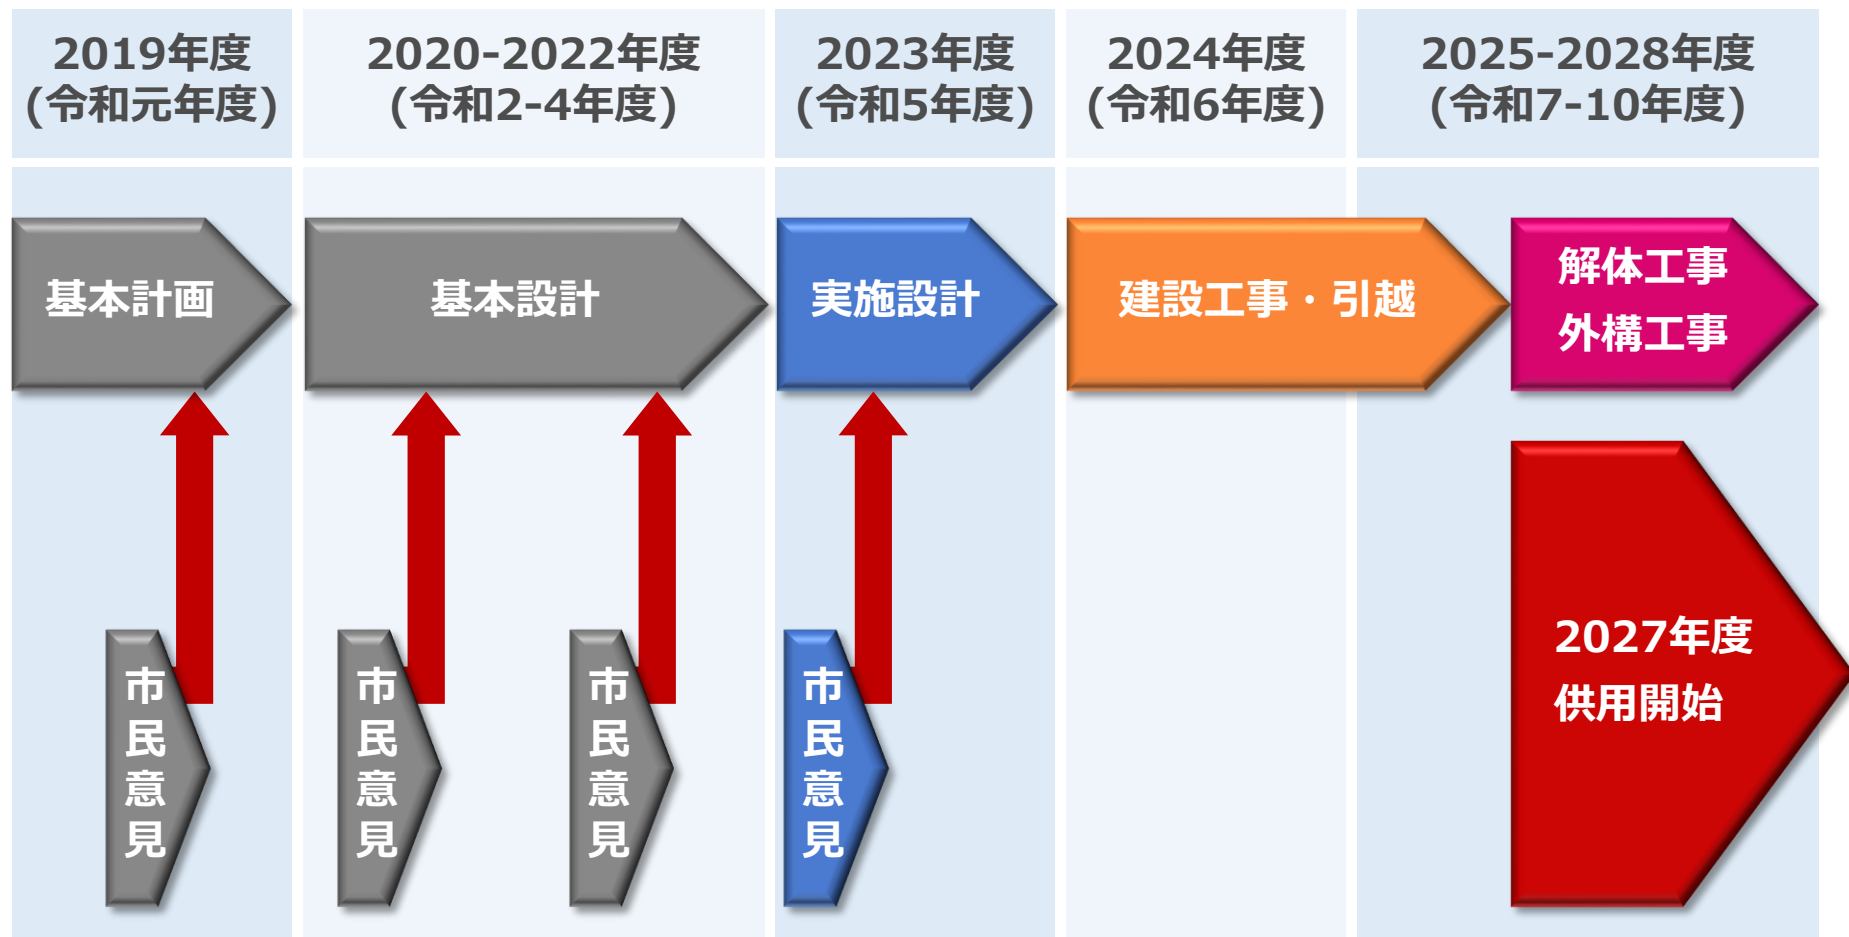 2019年度
(令和元年度)
2020-2022年度
(令和2-4年度)
2023年度
(令和5年度)
2024年度
(令和6年度)
2025-2028年度
(令和7-10年度)
基本計画
基本設計
実施設計
建設工事・引越
解体工事
外構工事
市民意見
市民意見
市民意見
市民意見
2027年度
供用開始